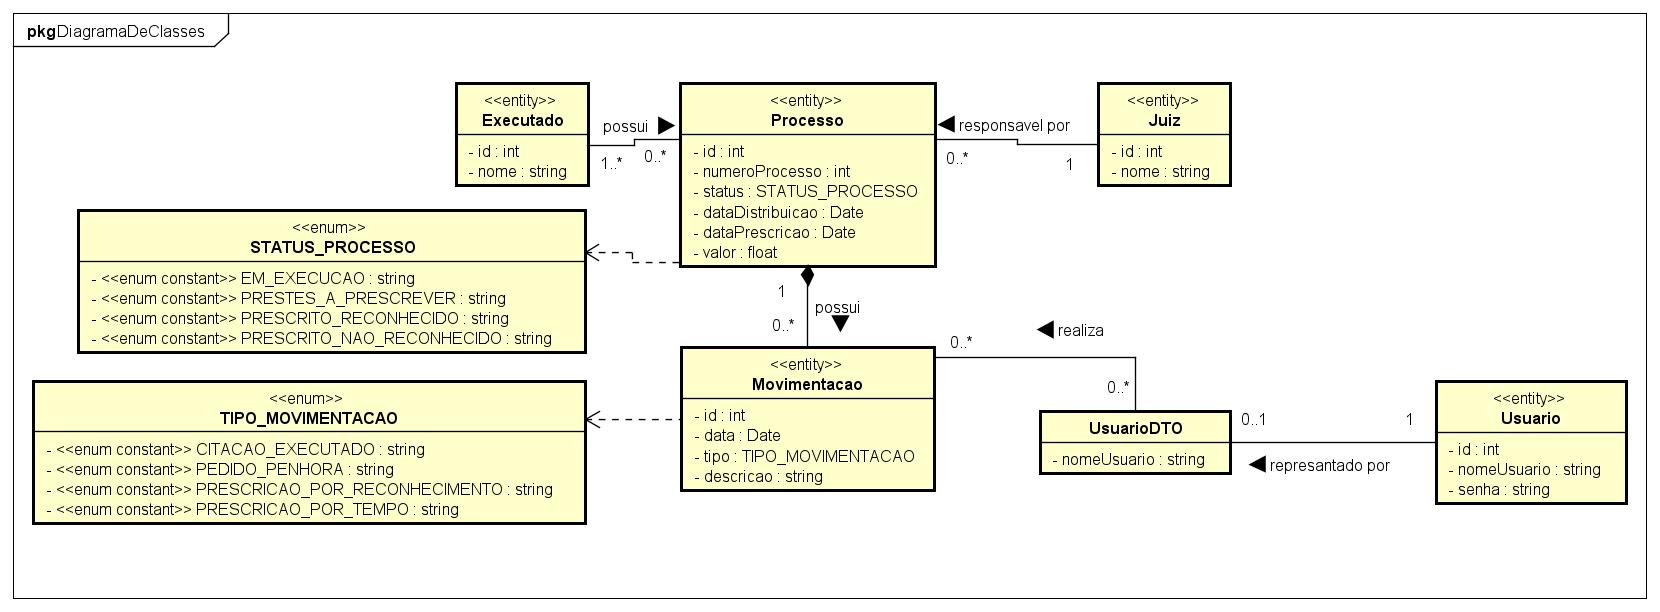 pkg DiagramaDeClasses
<<entity>>
Executado
- id : int
- nome : string
possui
1..*
0..*
<<entity>>
Processo
- id : int
- numeroProcesso : int
- status : STATUS_PROCESSO
- dataDistribuicao : Date
- dataPrescricao : Date
- valor : float
responsavel por
0..*
1
<<entity>>
Juiz
- id : int
- nome : string
<<enum>>
STATUS_PROCESSO
- <<enum constant>> EM_EXECUCAO : string
- <<enum constant>> PRESTES_A_PRESCREVER : string
- <<enum constant>> PRESCRITO_RECONHECIDO : string
- <<enum constant>> PRESCRITO_NAO_RECONHECIDO : string
1
possui
0..*
<<enum>>
TIPO_MOVIMENTACAO
- <<enum constant>> CITACAO_EXECUTADO : string
- <<enum constant>> PEDIDO_PENHORA : string
- <<enum constant>> PRESCRICAO_POR_RECONHECIMENTO : string
- <<enum constant>> PRESCRICAO_POR_TEMPO : string
<<entity>>
Movimentacao
- id : int
- data : Date
- tipo : TIPO_MOVIMENTACAO
- descricao : string
0..*
realiza
0..*
UsuarioDTO
- nomeUsuario : string
0..1
1
represantado por
<<entity>>
Usuario
- id : int
- nomeUsuario : string
- senha : string